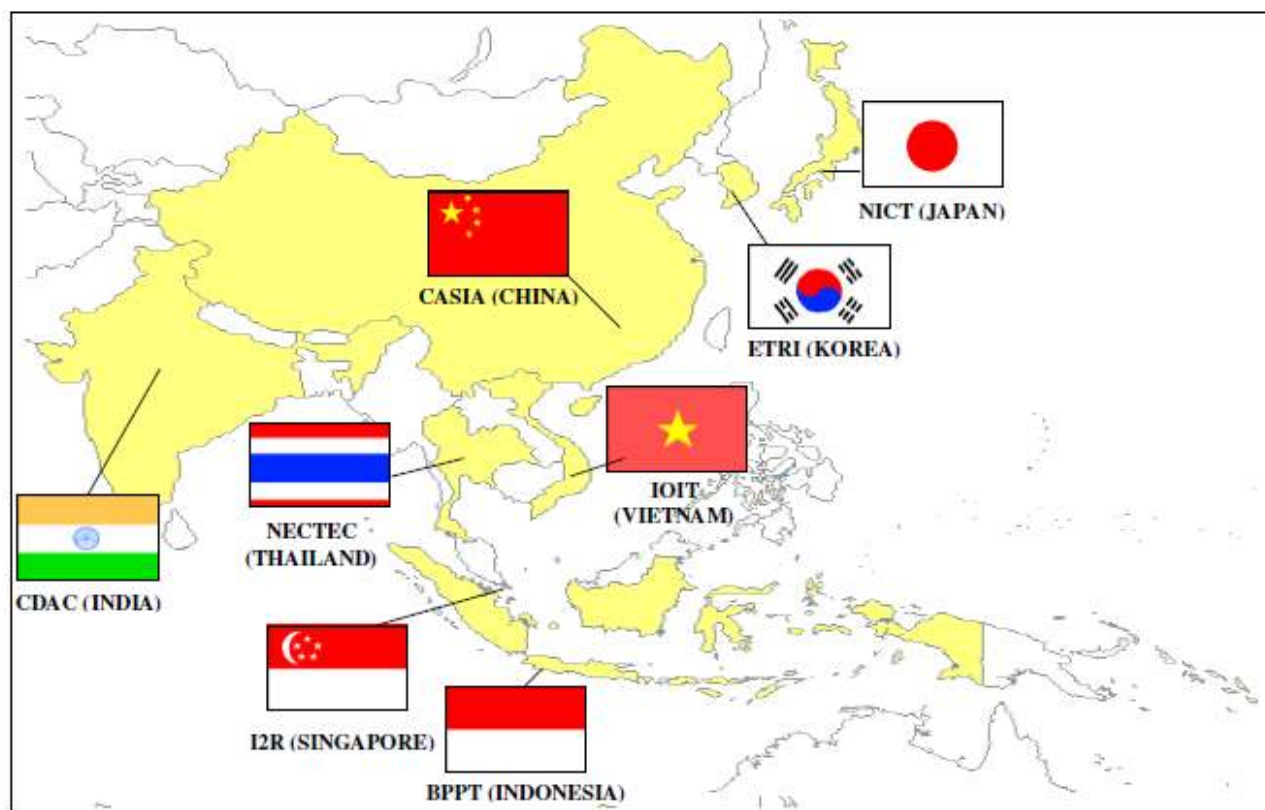 NICT (JAPAN)
CASIA (CHINA)
ETRI (KOREA)
IOIT
(VIETNAM)
NECTEC
(THAILAND)
CDAC (INDIA)
I2R (SINGAPORE)
BPPT (INDONESIA)